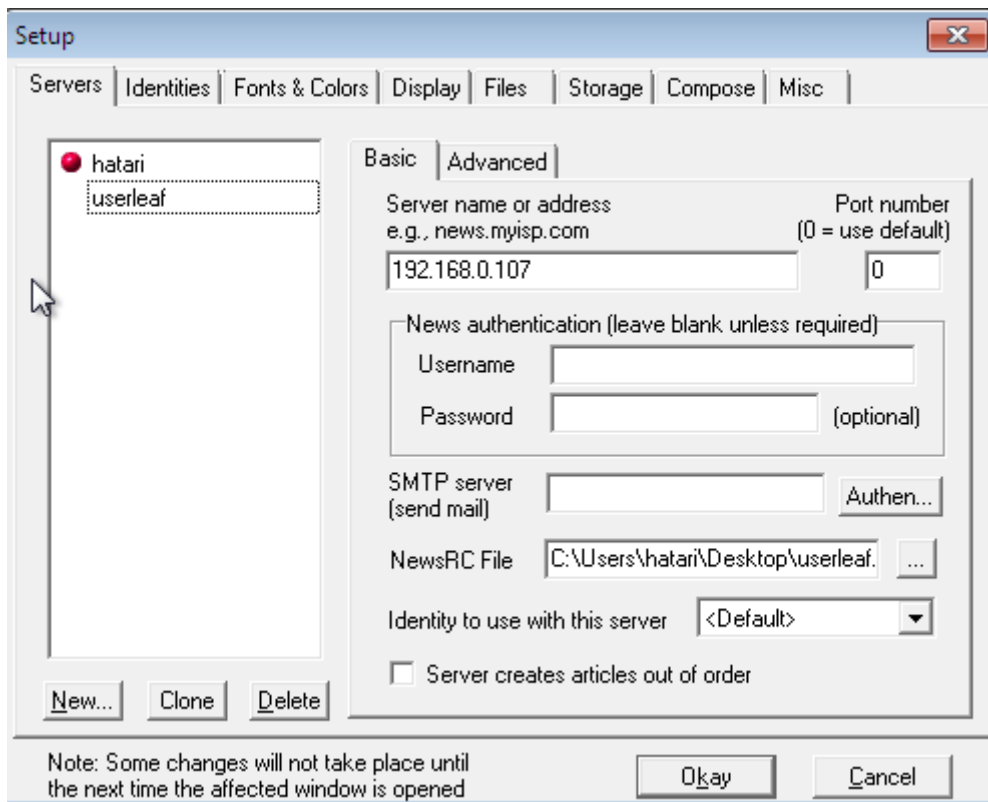 Setup
Servers Identities Fonts & Colors Display Files Storage Compose Misc
hatari
userleaf
Basic Advanced
Server name or address
e.g., news.myisp.com
Port number
(0 = use default)
192.168.0.107 0
News authentication (leave blank unless required)
Username
Password (optional)
SMTP server
(send mail)
Authen...
NewsRC File C:\Users\hatari\Desktop\userleaf. ...
Identity to use with this server <Default>
Server creates articles out of order
New... Clone Delete
Note: Some changes will not take place until
the next time the affected window is opened
Okay Cancel